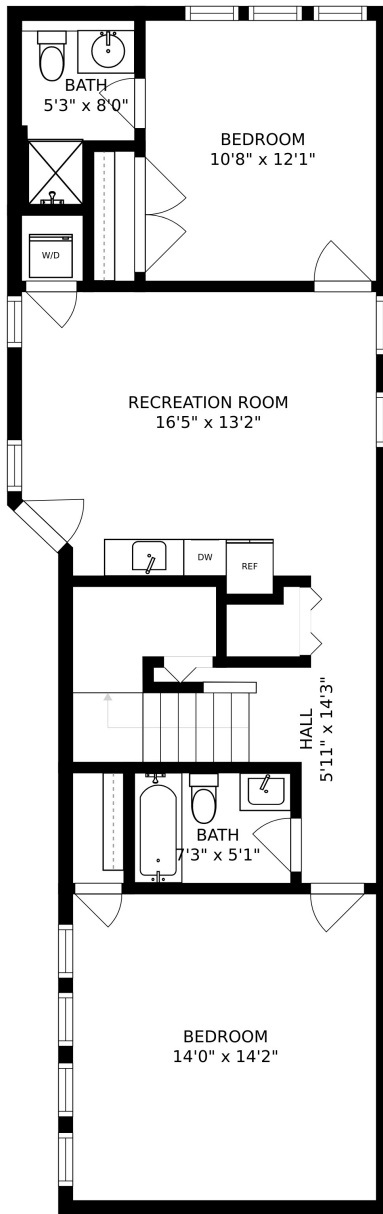 BATH
5'3" x 8'0"
BEDROOM
10'8" x 12'1"
W/D
RECREATION ROOM
16'5" x 13'2"
DW
REF
HALL
5'11" x 14'3"
BATH
7'3" x 5'1"
BEDROOM
14'0" x 14'2"